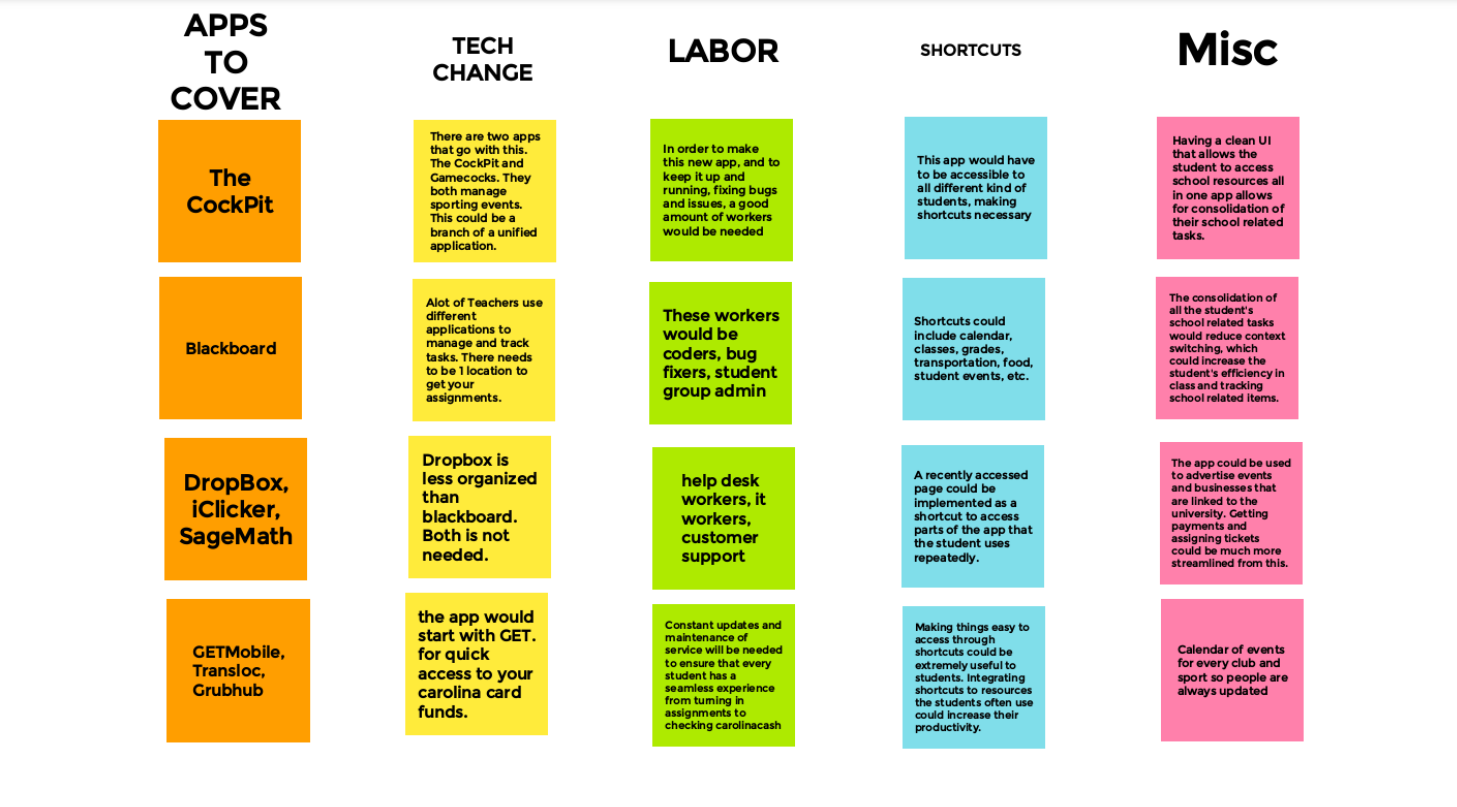 APPS
TO
COVER
TECH
CHANGE
LABOR
SHORTCUTS
Misc
The
CockPit
There are two apps
that go with this.
The CockPit and
Gamecocks. They
both manage
sporting events.
This could be a
branch of a unified
application.
In order to make
this new app, and to
keep it up and
running, fixing bugs
and issues, a good
amount of workers
would be needed
This app would have
to be accessible to
all different kind of
students, making
shortcuts necessary
Having a clean UI
that allows the
student to access
school resources all
in one app allows
for consolidation of
their school related
tasks.
Blackboard
Alot of Teachers use
different
applications to
manage and track
tasks. There needs
to be 1 location to
get your
assignments.
These workers
would be
coders, bug
fixers, student
group admin
Shortcuts could
include calendar,
classes, grades,
transportation, food,
student events, etc.
The consolidation of
all the student's
school related tasks
would reduce context
switching, which
could increase the
student's efficiency in
class and tracking
school related items.
DropBox,
iClicker,
SageMath
Dropbox is
less organized
than
blackboard.
Both is not
needed.
help desk
workers, it
workers,
customer
support
A recently accessed
page could be
implemented as a
shortcut to access
parts of the app that
the student uses
repeatedly.
The app could be used
to advertise events
and businesses that
are linked to the
university. Getting
payments and
assigning tickets
could be much more
streamlined from this.
GETMobile,
Transloc,
Grubhub
the app would
start with GET.
for quick
access to your
carolina card
funds.
Constant updates and
maintenance of
service will be needed
to ensure that every
student has a
seamless experience
from turning in
assignments to
checking carolinacash
Making things easy to
access through
shortcuts could be
extremely useful to
students. Integrating
shortcuts to resources
the students often use
could increase their
productivity.
Calendar of events
for every club and
sport so people are
always updated